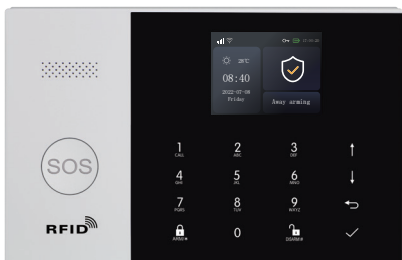 20℃
08:40
2022-07-08
Friday
Away arming
1 2 3
CALL ABC DEF
4 5 6
GHI JKL MNO
7 8 9
PQRS TUV WXYZ
0
ARM/* DISARM/#
SOS
RFID